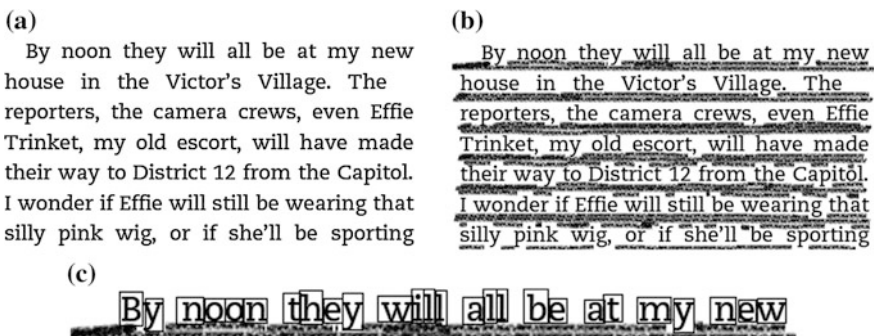 (a)
By noon they will all be at my new
house in the Victor's Village. The
reporters, the camera crews, even Effie
Trinket, my old escort, will have made
their way to District 12 from the Capitol.
I wonder if Effie will still be wearing that
silly pink wig, or if she'll be sporting
(b)
By noon they will all be at my new
house in the Victor's Village. The
reporters, the camera crews, even Effie
Trinket, my old escort, will have made
their way to District 12 from the Capitol.
I wonder if Effie will still be wearing that
silly pink wig, or if she'll be sporting
(c)
By noon they will all be at my new